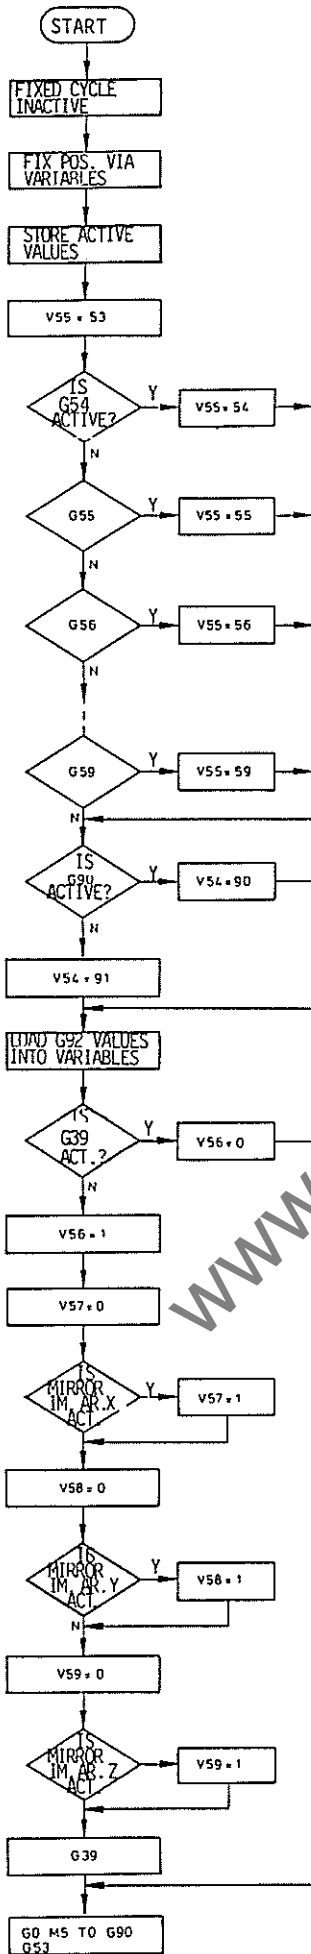 START
FIXED CYCLE
INACTIVE
FIX POS. VIA
VARIABLES
STORE ACTIVE
VALUES
V55 = 53
IS
G54
ACTIVE?
Y
V55 = 54
N
G55
Y
V55 = 55
N
G56
Y
V55 = 56
N
G59
Y
V55 = 59
N
IS
G90
ACTIVE?
Y
V54 = 90
N
V54 = 91
LOAD G92 VALUES
INTO VARIABLES
IS
G39
ACT.?
Y
V56 = 0
N
V56 = 1
V57 = 0
IS
MIRROR
IM. AR.X
ACT.
Y
V57 = 1
V58 = 0
IS
MIRROR
IM. AR.Y
ACT.
Y
V58 = 1
N
V59 = 0
IS
MIRROR
IM. AR.Z
ACT.
V59 = 1
G39
GO M5 TO G90
G53
www